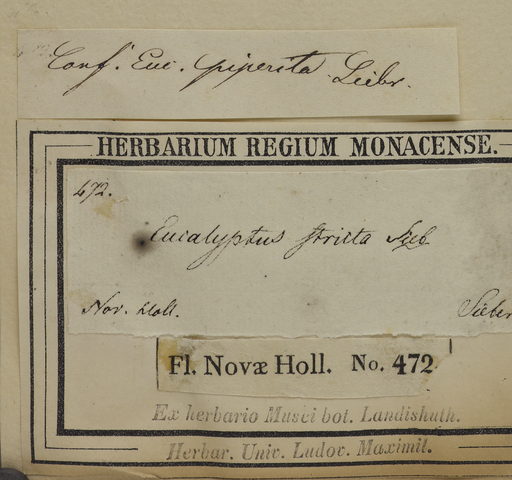 Conf. Euc. piperita Siebr.
HERBARIUM REGIUM MONACENSE.
472.
Eucalyptus stricta Sieb
Nov. Holl.
Sieber
Fl. Novæ Holl. No. 472
Ex herbario Musei bot. Landishuth.
Herbar. Univ. Ludov. Maximil.